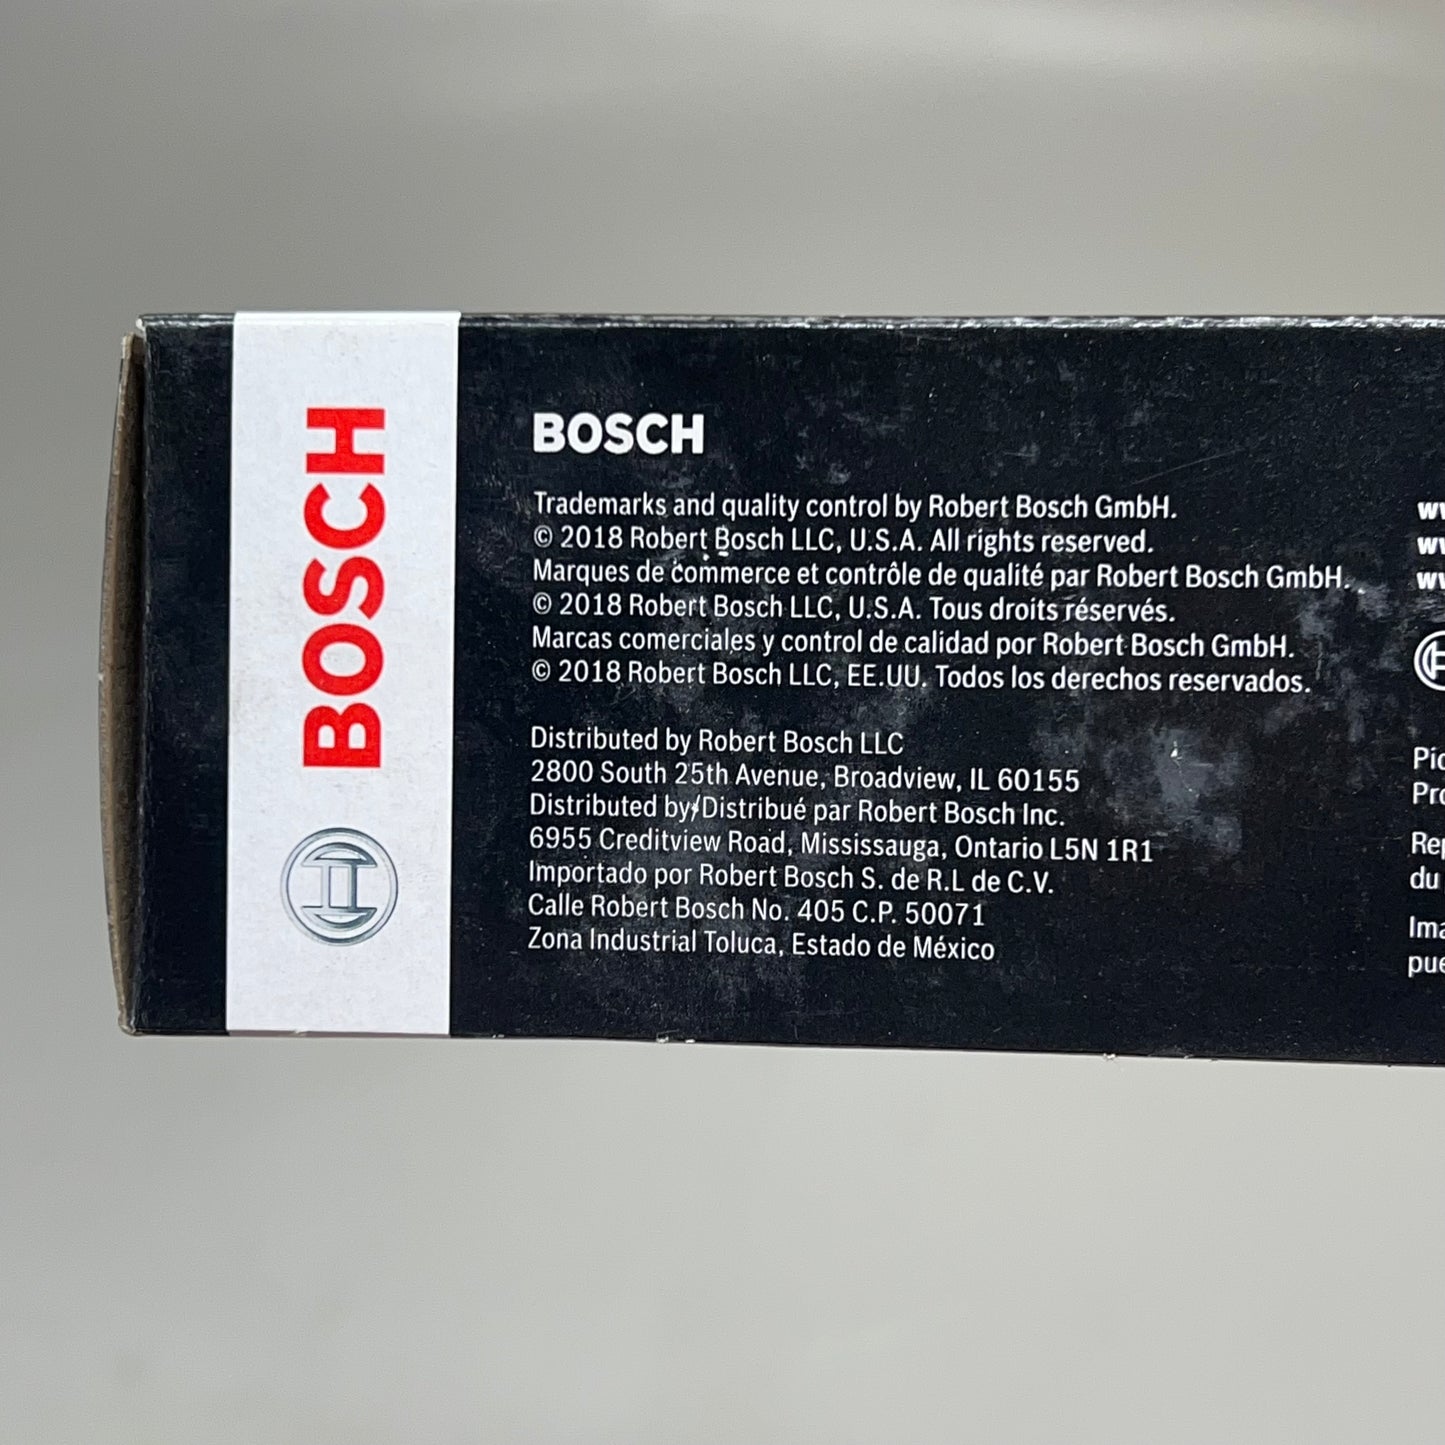 BOSCH
BOSCH
Trademarks and quality control by Robert Bosch GmbH.
© 2018 Robert Bosch LLC, U.S.A. All rights reserved.
Marques de commerce et contrôle de qualité par Robert Bosch GmbH.
© 2018 Robert Bosch LLC, U.S.A. Tous droits réservés.
Marcas comerciales y control de calidad por Robert Bosch GmbH.
© 2018 Robert Bosch LLC, EE.UU. Todos los derechos reservados.
Distributed by Robert Bosch LLC
2800 South 25th Avenue, Broadview, IL 60155
Distributed by/Distribué par Robert Bosch Inc.
6955 Creditview Road, Mississauga, Ontario L5N 1R1
Importado por Robert Bosch S. de R.L de C.V.
Calle Robert Bosch No. 405 C.P. 50071
Zona Industrial Toluca, Estado de México
du